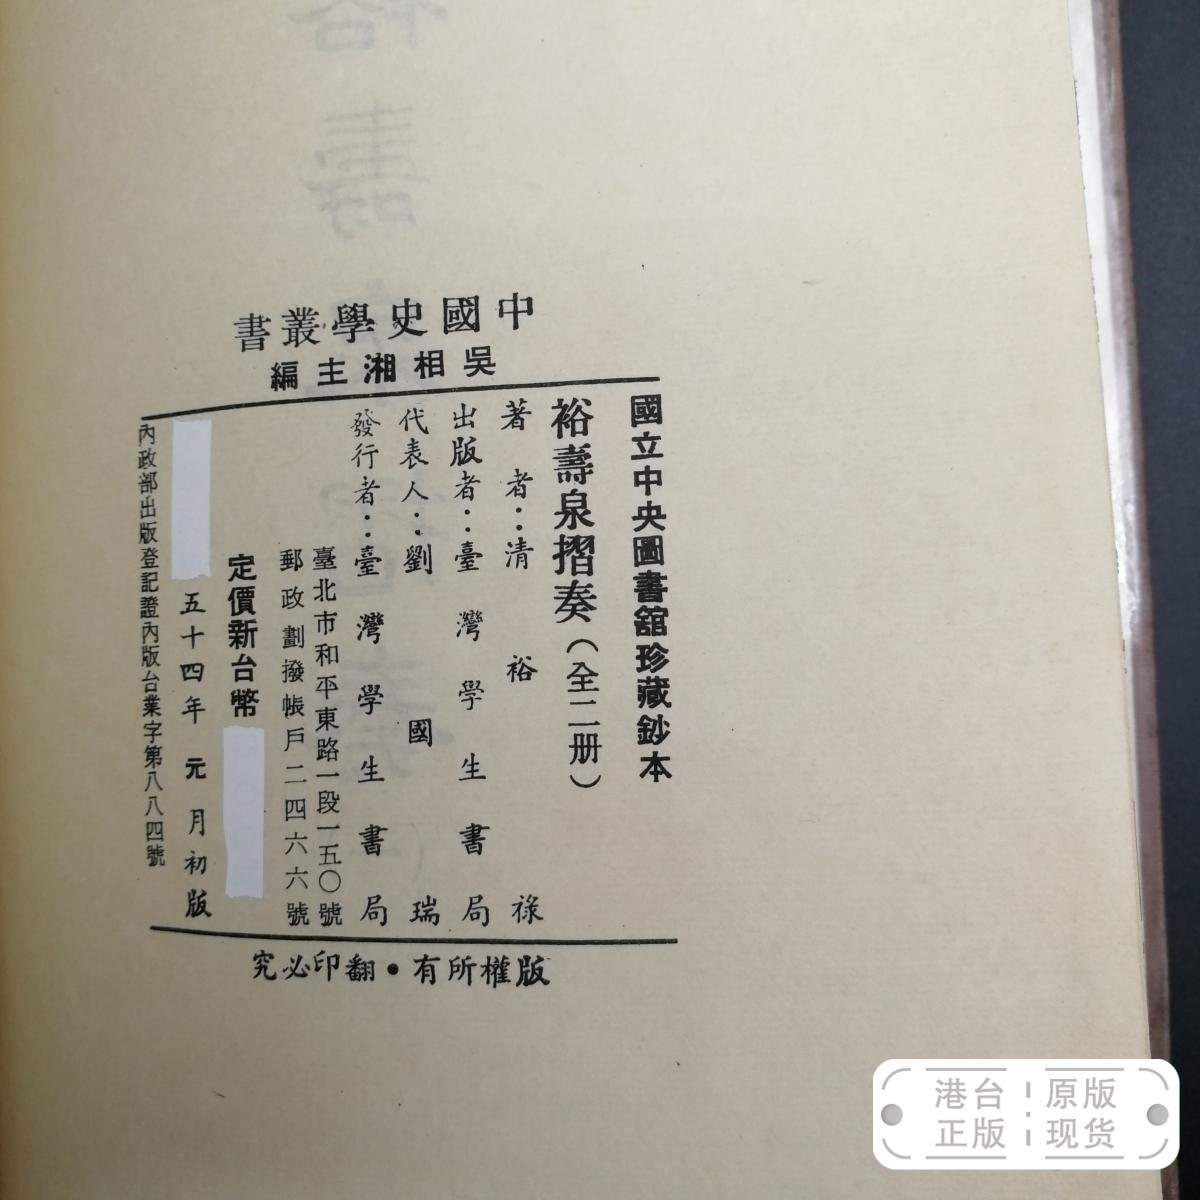 中國史學叢書
吳相湘主編
國立中央圖書館珍藏鈔本
裕壽泉摺奏(全二册)
著者:清裕祿
出版者:臺灣學生書局
代表人:劉國瑞
發行者:臺灣學生書局
臺北市和平東路一段一五〇號
郵政劃撥帳戶二四六六號
定價新台幣
五十四年元月初版
內政部出版登記證內版台業字第八八四號
版權所有•翻印必究
港台原版
正版现货